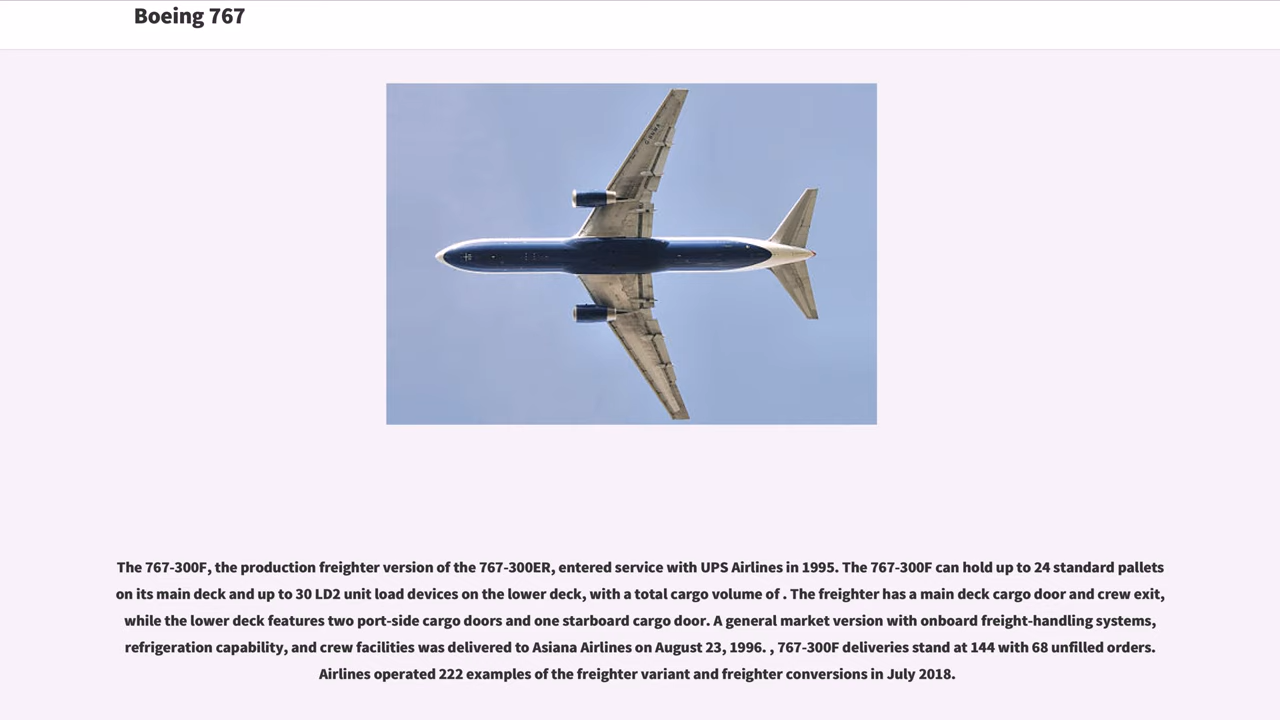 Boeing 767
The 767-300F, the production freighter version of the 767-300ER, entered service with UPS Airlines in 1995. The 767-300F can hold up to 24 standard pallets
on its main deck and up to 30 LD2 unit load devices on the lower deck, with a total cargo volume of . The freighter has a main deck cargo door and crew exit,
while the lower deck features two port-side cargo doors and one starboard cargo door. A general market version with onboard freight-handling systems,
refrigeration capability, and crew facilities was delivered to Asiana Airlines on August 23, 1996. , 767-300F deliveries stand at 144 with 68 unfilled orders.
Airlines operated 222 examples of the freighter variant and freighter conversions in July 2018.